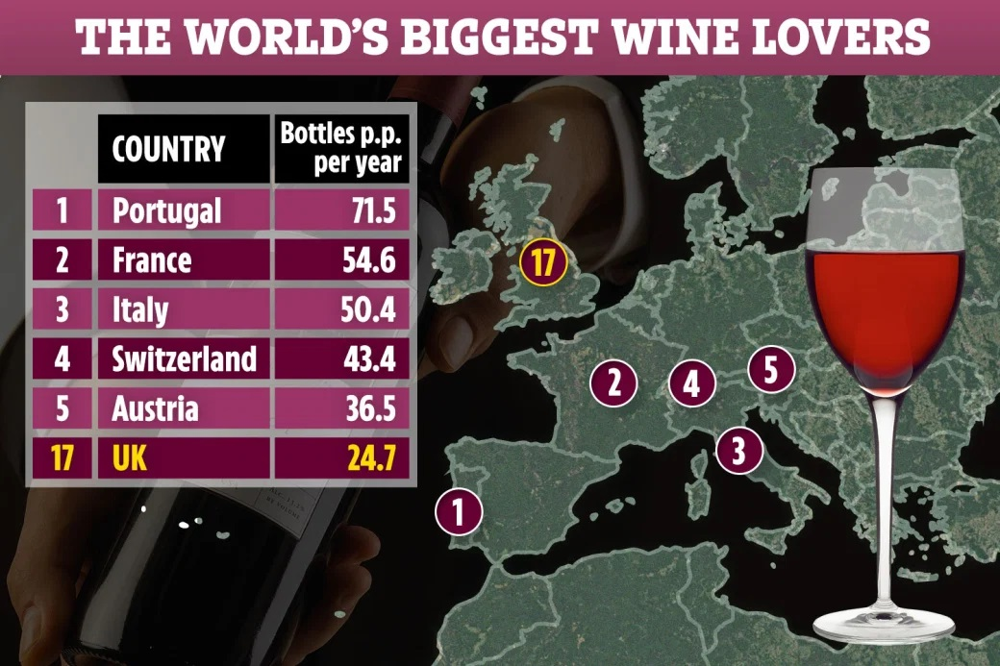 THE WORLD'S BIGGEST WINE LOVERS
COUNTRY Bottles p.p.
per year
1 Portugal 71.5
2 France 54.6
3 Italy 50.4
4 Switzerland 43.4
5 Austria 36.5
17 UK 24.7
17
2
4
5
3
1